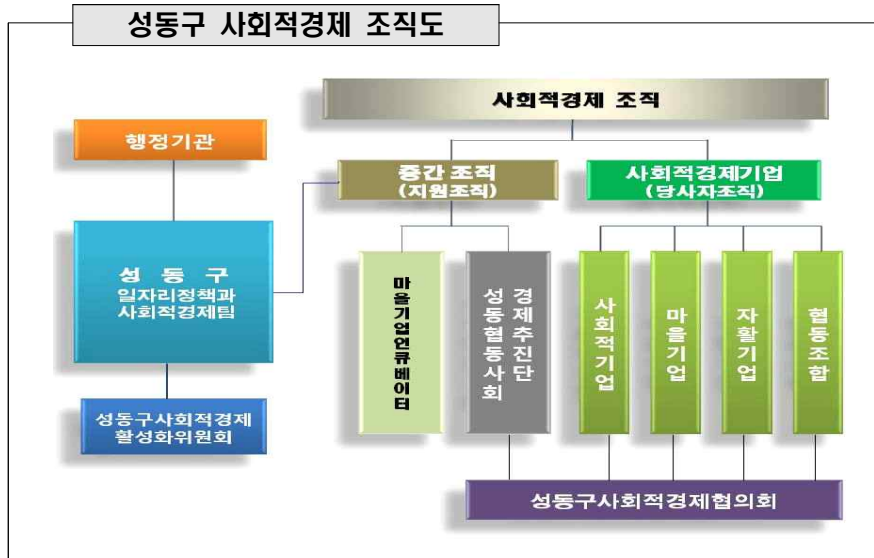 성동구 사회적경제 조직도
사회적경제 조직
행정기관
중간 조직
(지원조직)
사회적경제기업
(당사자조직)
성 동 구
일자리정책과
사회적경제팀
성동구사회적경제
활성화위원회
마을기업인큐베이터
성동협동사회
경제추진단
사회적기업
마을기업
자활기업
협동조합
성동구사회적경제협의회